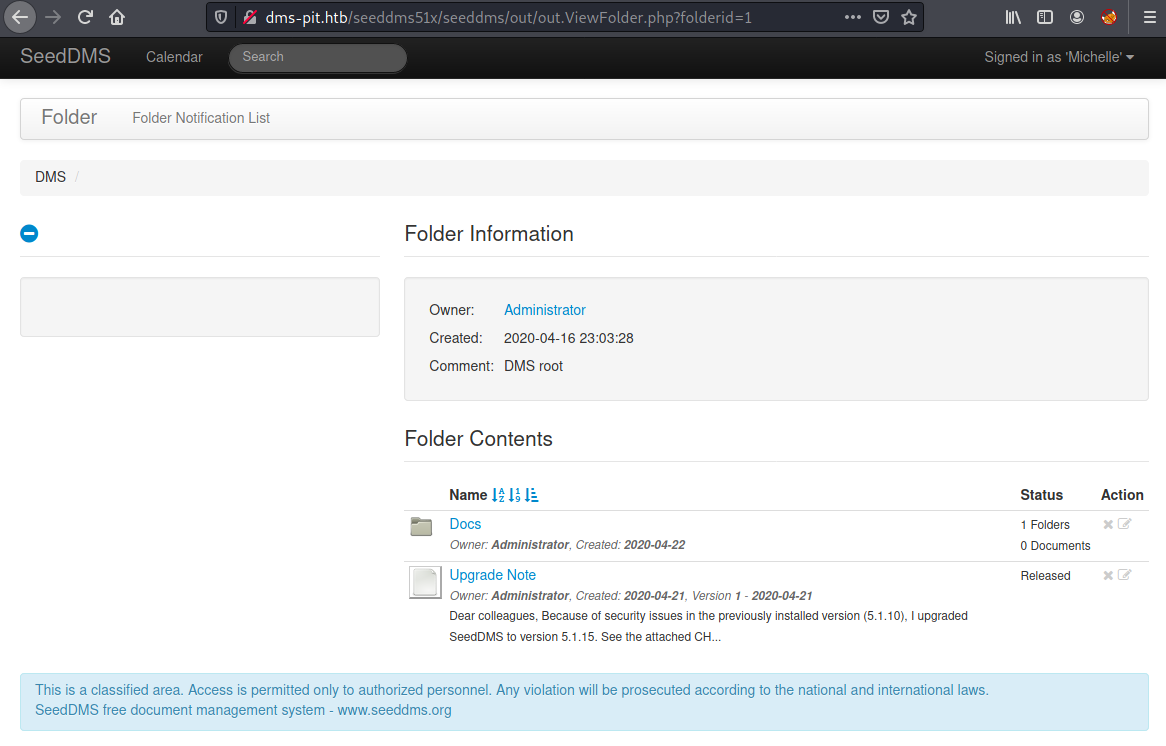 dms-pit.htb/seeddms51x/seeddms/out/out.ViewFolder.php?folderid=1
SeedDMS Calendar Search Signed in as 'Michelle'
Folder Folder Notification List
DMS /
Folder Information
Owner: Administrator
Created: 2020-04-16 23:03:28
Comment: DMS root
Folder Contents
Name Status Action
Docs 1 Folders
Owner: Administrator, Created: 2020-04-22
0 Documents
Upgrade Note Released
Owner: Administrator, Created: 2020-04-21, Version 1 - 2020-04-21
Dear colleagues, Because of security issues in the previously installed version (5.1.10), I upgraded
SeedDMS to version 5.1.15. See the attached CH...
This is a classified area. Access is permitted only to authorized personnel. Any violation will be prosecuted according to the national and international laws.
SeedDMS free document management system - www.seeddms.org